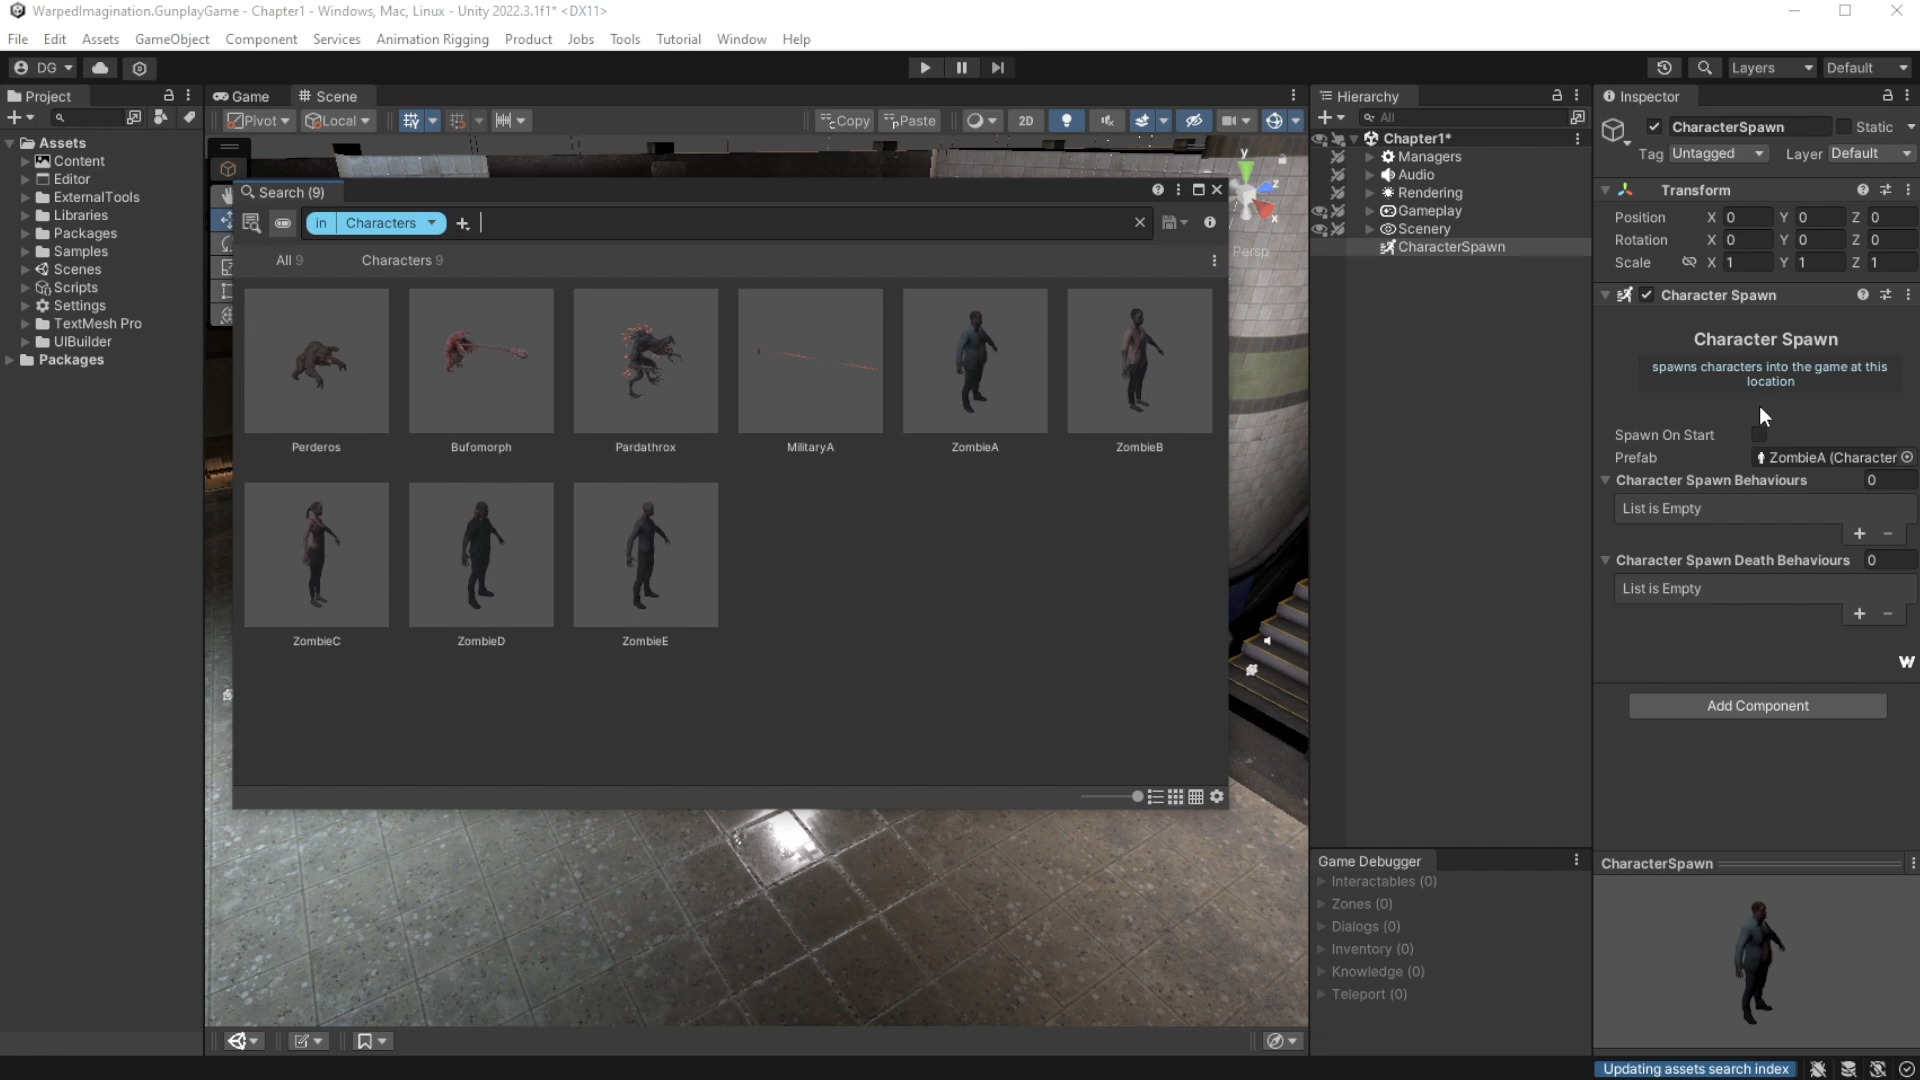 WarpedImagination.GunplayGame - Chapter1 - Windows, Mac, Linux - Unity 2022.3.1f1* <DX11>
File Edit Assets GameObject Component Services Animation Rigging Product Jobs Tools Tutorial Window Help
DG
Layers
Default
Project
Assets
Content
Editor
ExternalTools
Libraries
Packages
Samples
Scenes
Scripts
Settings
TextMesh Pro
UIBuilder
Packages
Game
Scene
Pivot
Local
Copy
Paste
2D
y
z
x
Persp
Search (9)
in Characters
All 9
Characters 9
Perderos
Bufomorph
Pardathrox
MilitaryA
ZombieA
ZombieB
ZombieC
ZombieD
ZombieE
Hierarchy
All
Chapter1*
Managers
Audio
Rendering
Gameplay
Scenery
CharacterSpawn
Game Debugger
Interactables (0)
Zones (0)
Dialogs (0)
Inventory (0)
Knowledge (0)
Teleport (0)
Inspector
CharacterSpawn
Static
Tag Untagged
Layer Default
Transform
Position X 0 Y 0 Z 0
Rotation X 0 Y 0 Z 0
Scale X 1 Y 1 Z 1
Character Spawn
Character Spawn
spawns characters into the game at this
location
Spawn On Start
Prefab ZombieA (Character
Character Spawn Behaviours 0
List is Empty
Character Spawn Death Behaviours 0
List is Empty
W
Add Component
CharacterSpawn
Updating assets search index